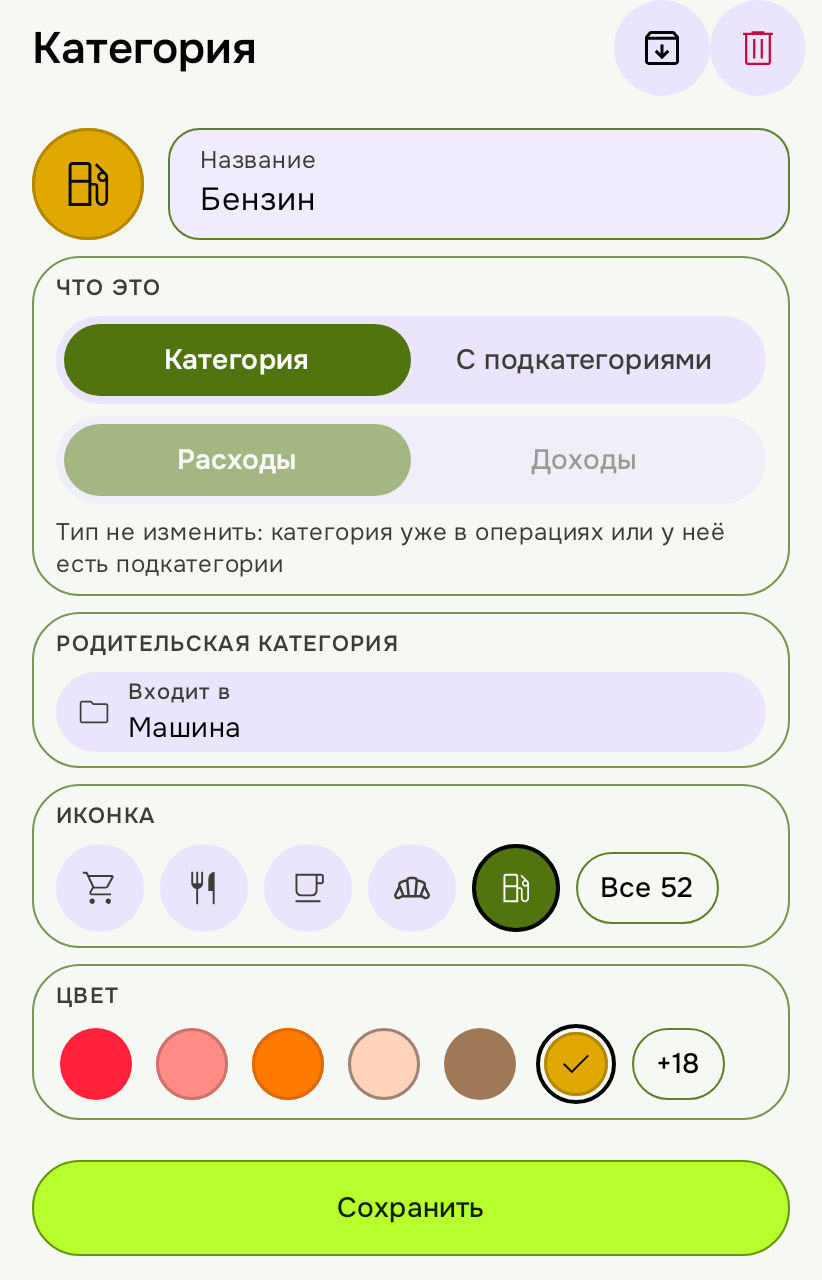 Категория
Название
Бензин
ЧТО ЭТО
Категория С подкатегориями
Расходы Доходы
Тип не изменить: категория уже в операциях или у неё
есть подкатегории
РОДИТЕЛЬСКАЯ КАТЕГОРИЯ
Входит в
Машина
ИКОНКА
Все 52
ЦВЕТ
+18
Сохранить